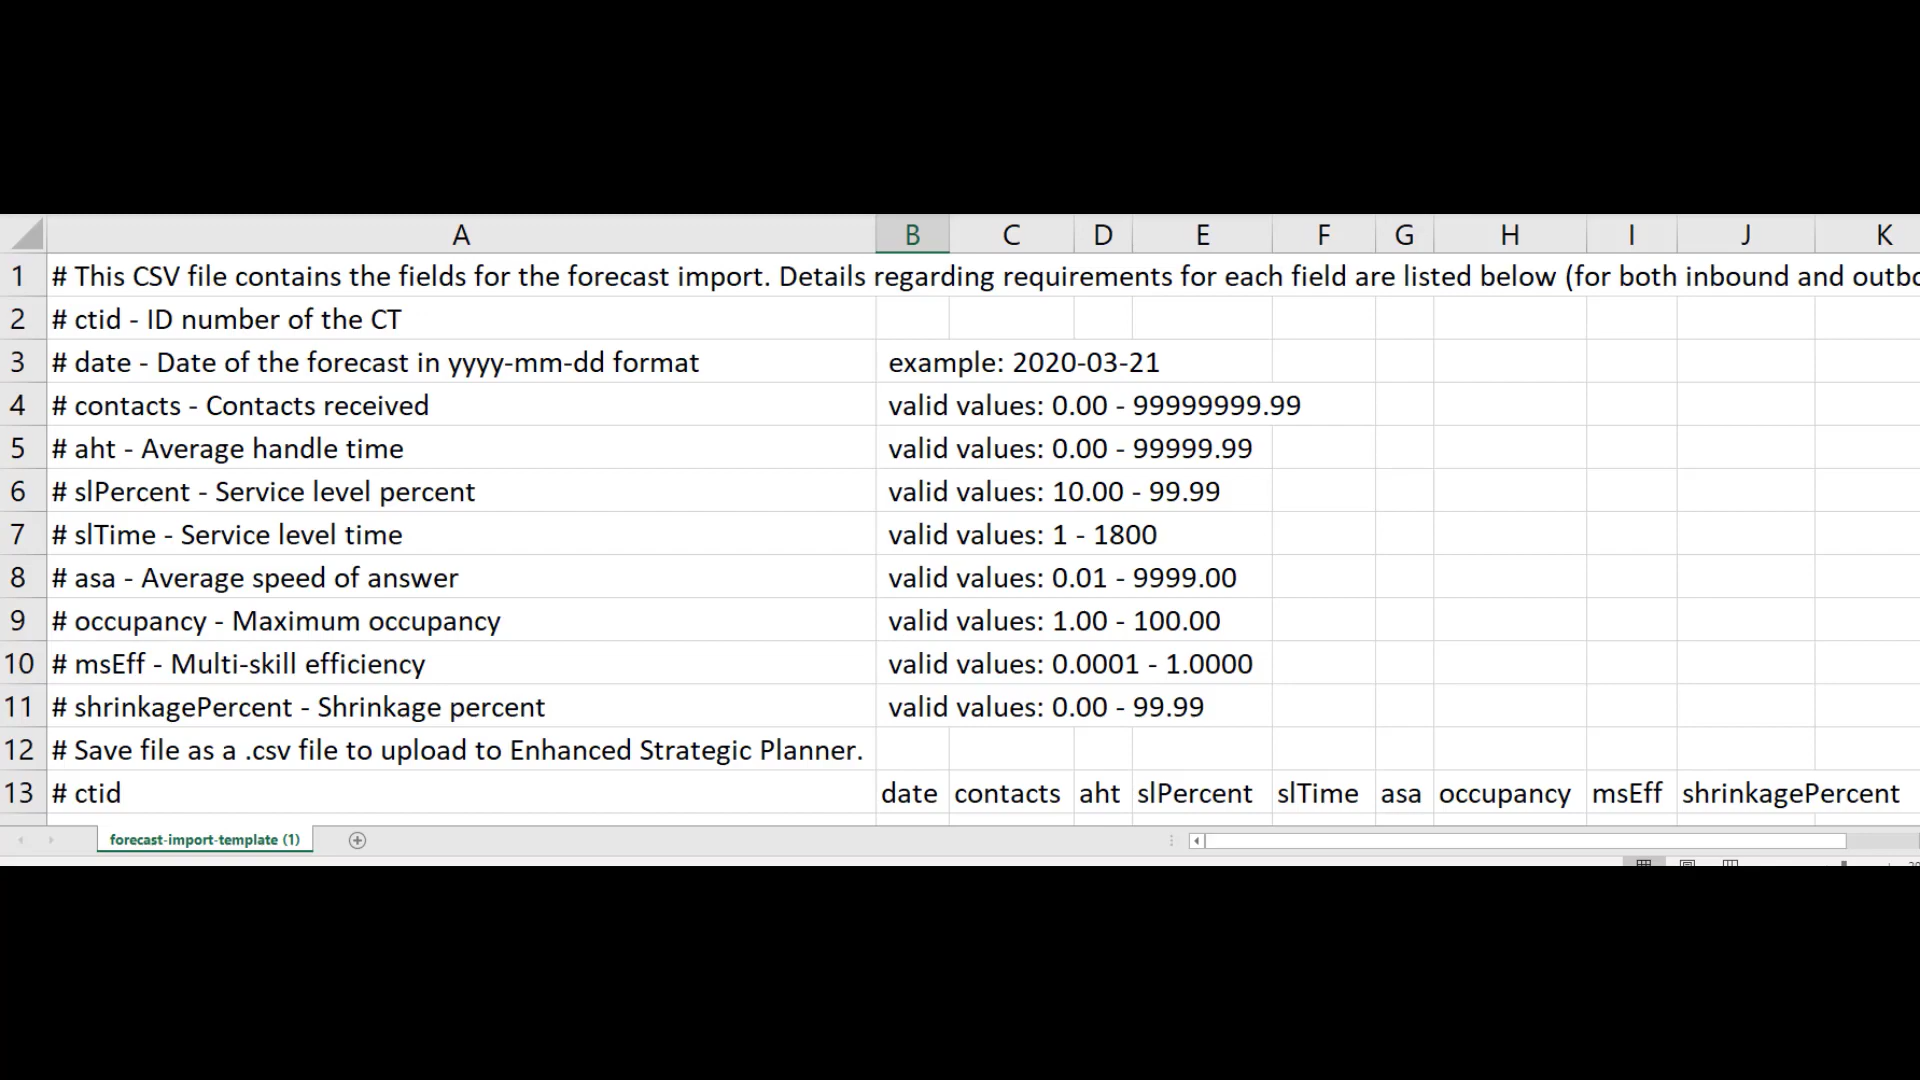 A B C D E F G H I J K
1 # This CSV file contains the fields for the forecast import. Details regarding requirements for each field are listed below (for both inbound and
2 # ctid - ID number of the CT
3 # date - Date of the forecast in yyyy-mm-dd format example: 2020-03-21
4 # contacts - Contacts received valid values: 0.00 - 99999999.99
5 # aht - Average handle time valid values: 0.00 - 99999.99
6 # slPercent - Service level percent valid values: 10.00 - 99.99
7 # slTime - Service level time valid values: 1 - 1800
8 # asa - Average speed of answer valid values: 0.01 - 9999.00
9 # occupancy - Maximum occupancy valid values: 1.00 - 100.00
10 # msEff - Multi-skill efficiency valid values: 0.0001 - 1.0000
11 # shrinkagePercent - Shrinkage percent valid values: 0.00 - 99.99
12 # Save file as a .csv file to upload to Enhanced Strategic Planner.
13 # ctid date contacts aht slPercent slTime asa occupancy msEff shrinkagePercent
forecast-import-template (1)